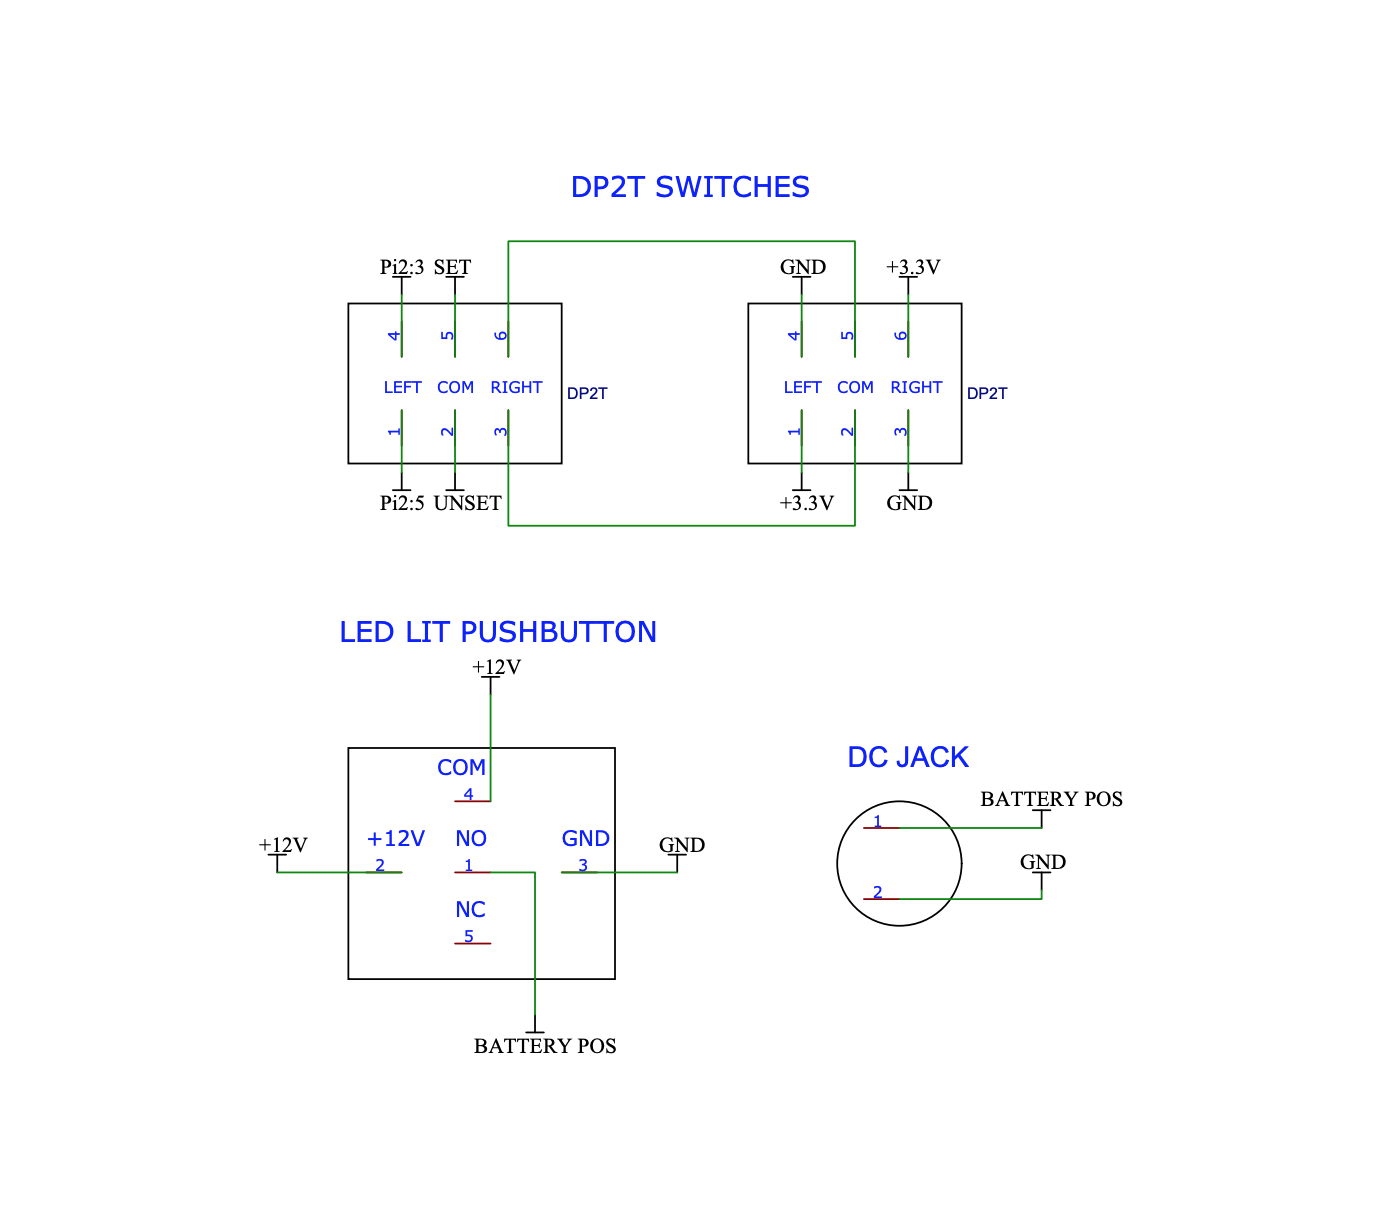 DP2T SWITCHES
Pi2:3 SET
GND +3.3V
4 5 6
4 5 6
LEFT COM RIGHT
DP2T
LEFT COM RIGHT
DP2T
1 2 3
1 2 3
Pi2:5 UNSET
+3.3V GND
LED LIT PUSHBUTTON
+12V
COM
4
+12V
+12V
2
NO
1
GND
3
GND
NC
5
BATTERY POS
DC JACK
BATTERY POS
1
GND
2